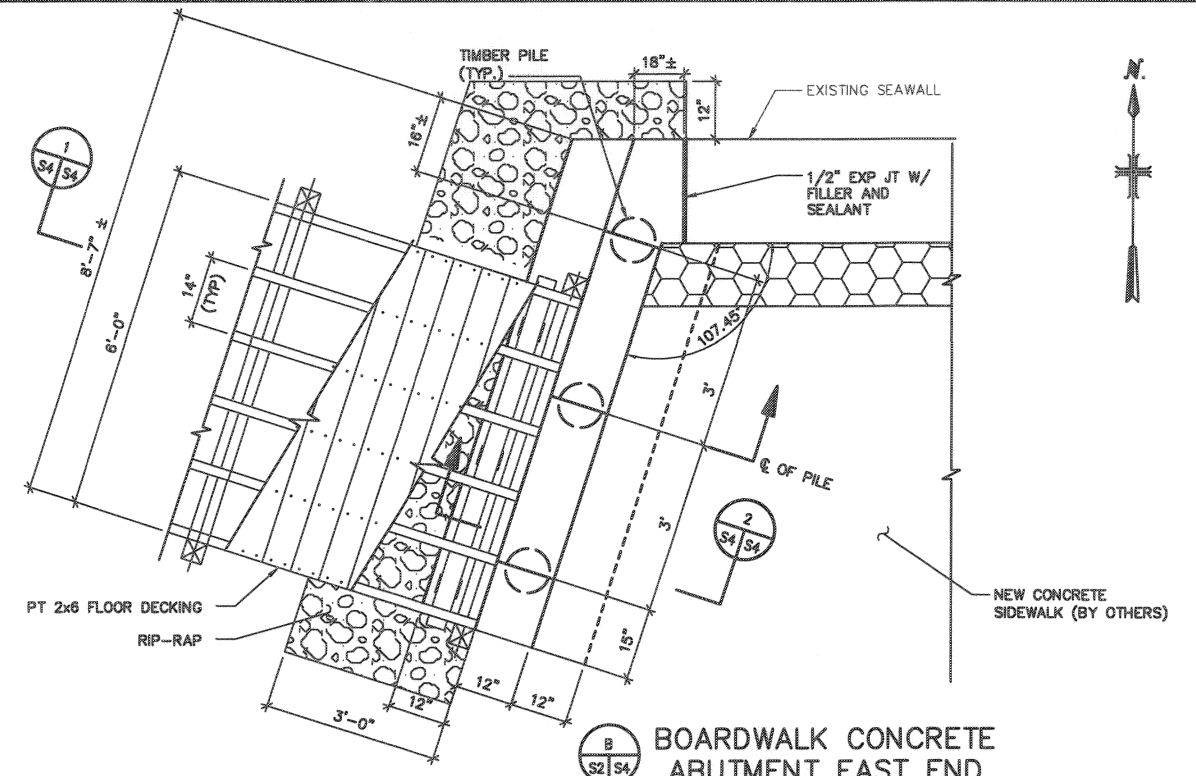 TIMBER PILE
(TYP.)
18"±
12"
EXISTING SEAWALL
N.
1
S4 S4
16"±
1/2" EXP JT W/
FILLER AND
SEALANT
8'-7" ±
6'-0"
14"
(TYP)
107.45°
3'
℄ OF PILE
3'
2
S4 S4
PT 2x6 FLOOR DECKING
RIP-RAP
NEW CONCRETE
SIDEWALK (BY OTHERS)
15"
12"
12"
12"
3'-0"
B
S2 S4
BOARDWALK CONCRETE
ABUTMENT EAST END